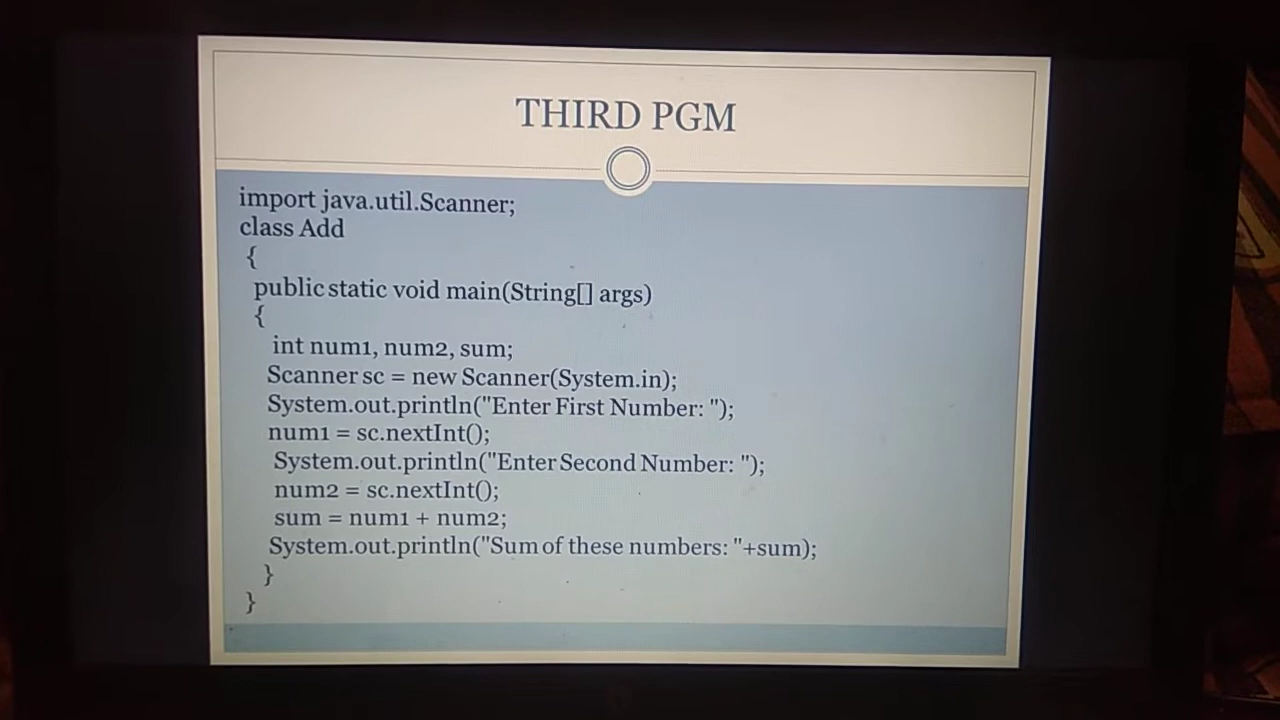 THIRD PGM
import java.util.Scanner;
class Add
{
public static void main(String[] args)
{
int num1, num2, sum;
Scanner sc = new Scanner(System.in);
System.out.println("Enter First Number: ");
num1 = sc.nextInt();
System.out.println("Enter Second Number: ");
num2 = sc.nextInt();
sum = num1 + num2;
System.out.println("Sum of these numbers: "+sum);
}
}